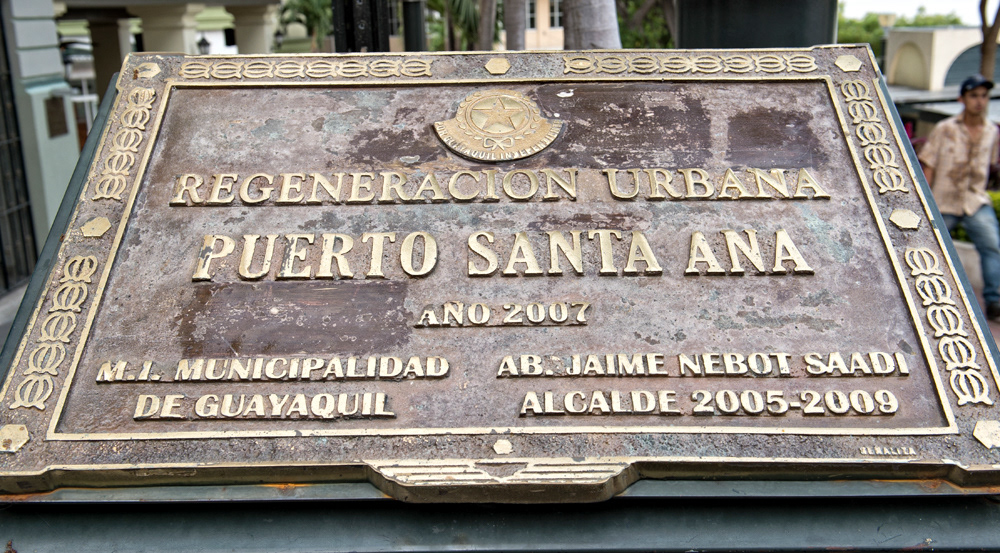 REGENERACION URBANA
PUERTO SANTA ANA
AÑO 2007
M.I. MUNICIPALIDAD
DE GUAYAQUIL
AB. JAIME NEBOT SAADI
ALCALDE 2005-2009